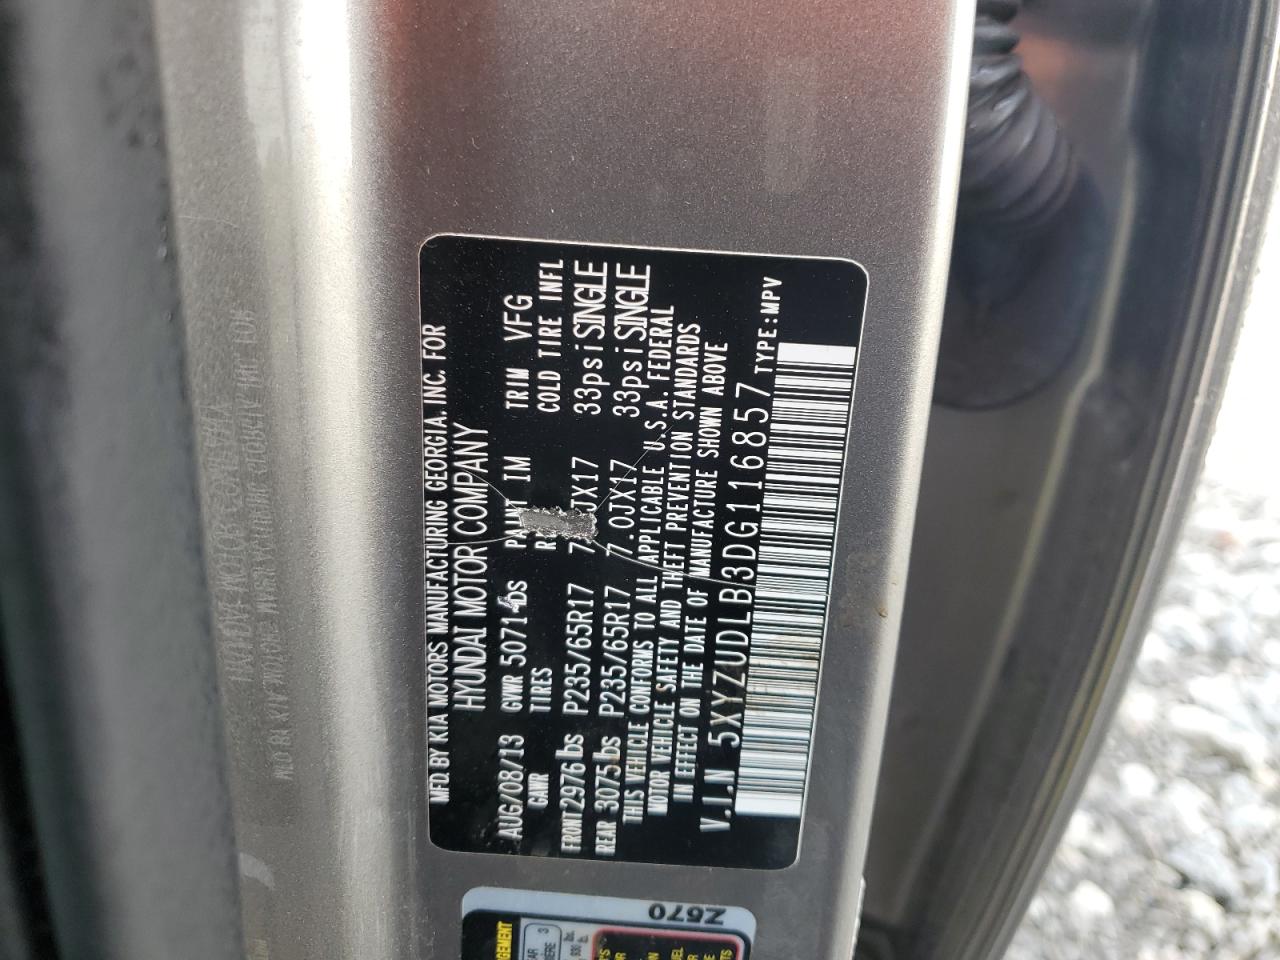 MFD. BY KIA MOTORS MANUFACTURING GEORGIA. INC. FOR
HYUNDAI MOTOR COMPANY
AUG/08/13 GVWR 5071 lbs PAINT IM TRIM VFG
GAWR TIRES COLD TIRE INFL
FRONT 2976 lbs P235/65R17 33psi SINGLE
REAR 3075 lbs P235/65R17 7.0JX17 33psi SINGLE
THIS VEHICLE CONFORMS TO ALL APPLICABLE U.S.A. FEDERAL
MOTOR VEHICLE SAFETY AND THEFT PREVENTION STANDARDS
IN EFFECT ON THE DATE OF MANUFACTURE SHOWN ABOVE
V.I.N 5XYZUDLB3DG116857 TYPE:MPV
Z570